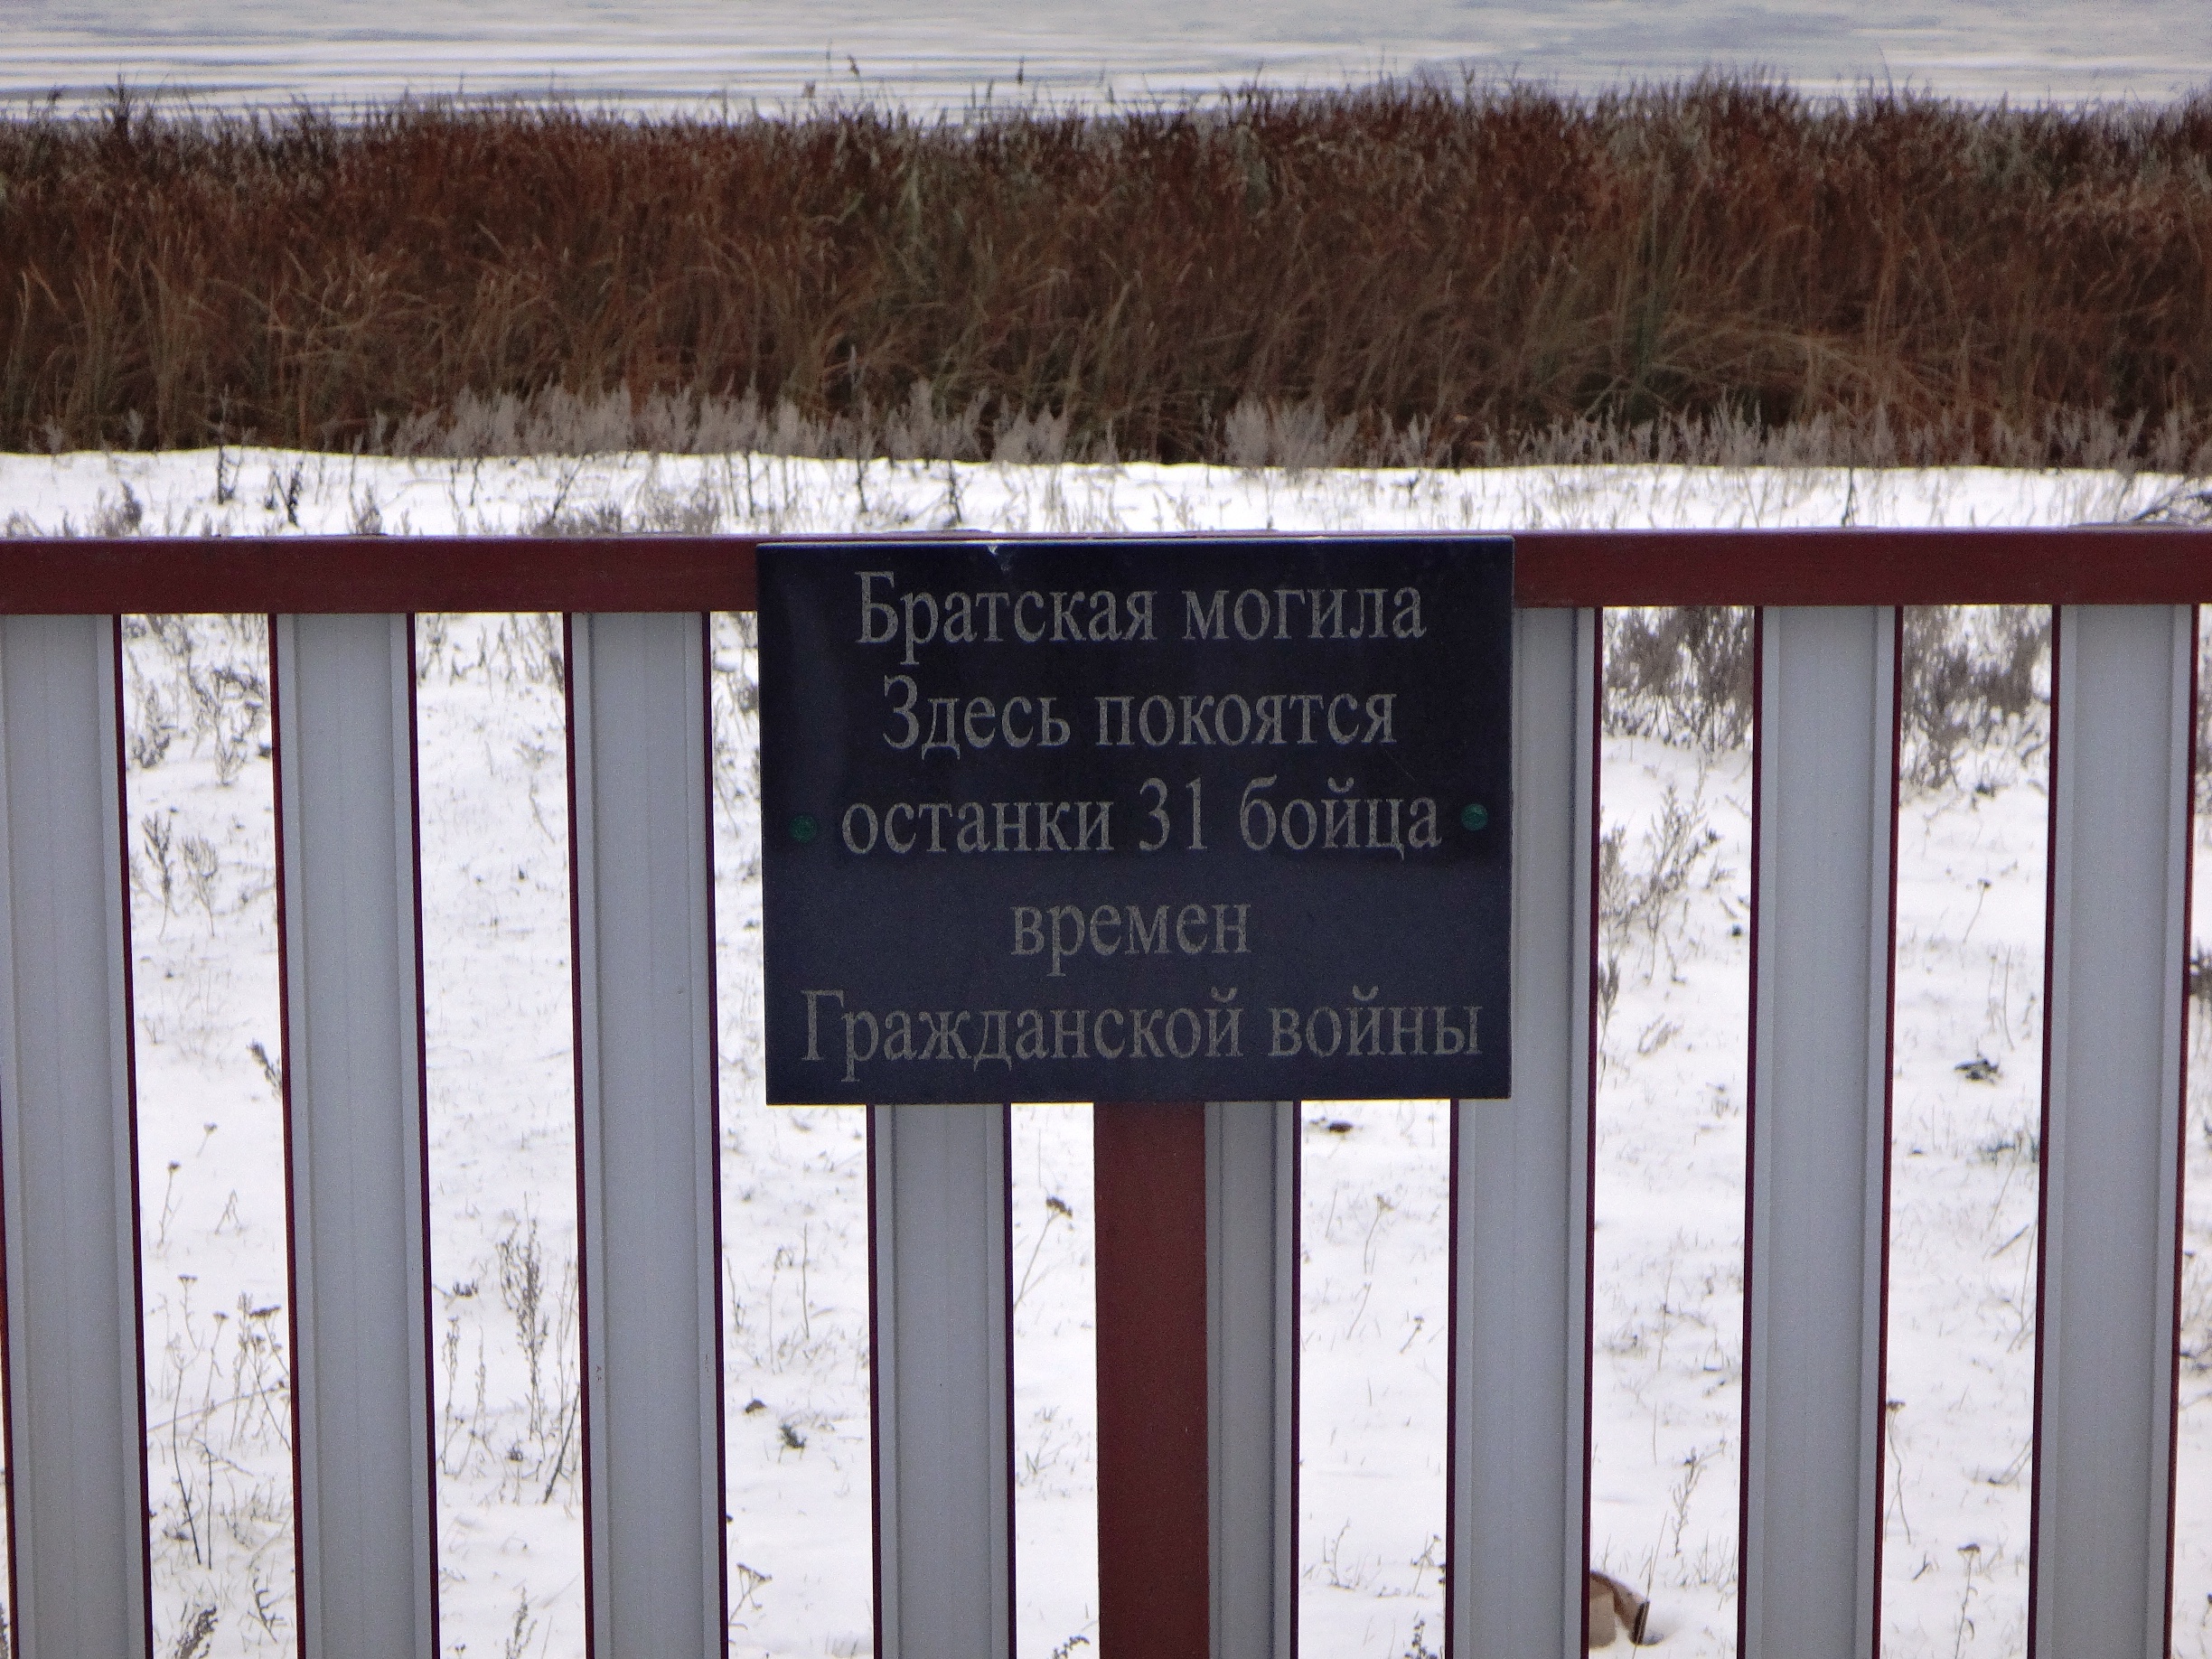 Братская могила
Здесь покоятся
останки 31 бойца
времен
Гражданской войны